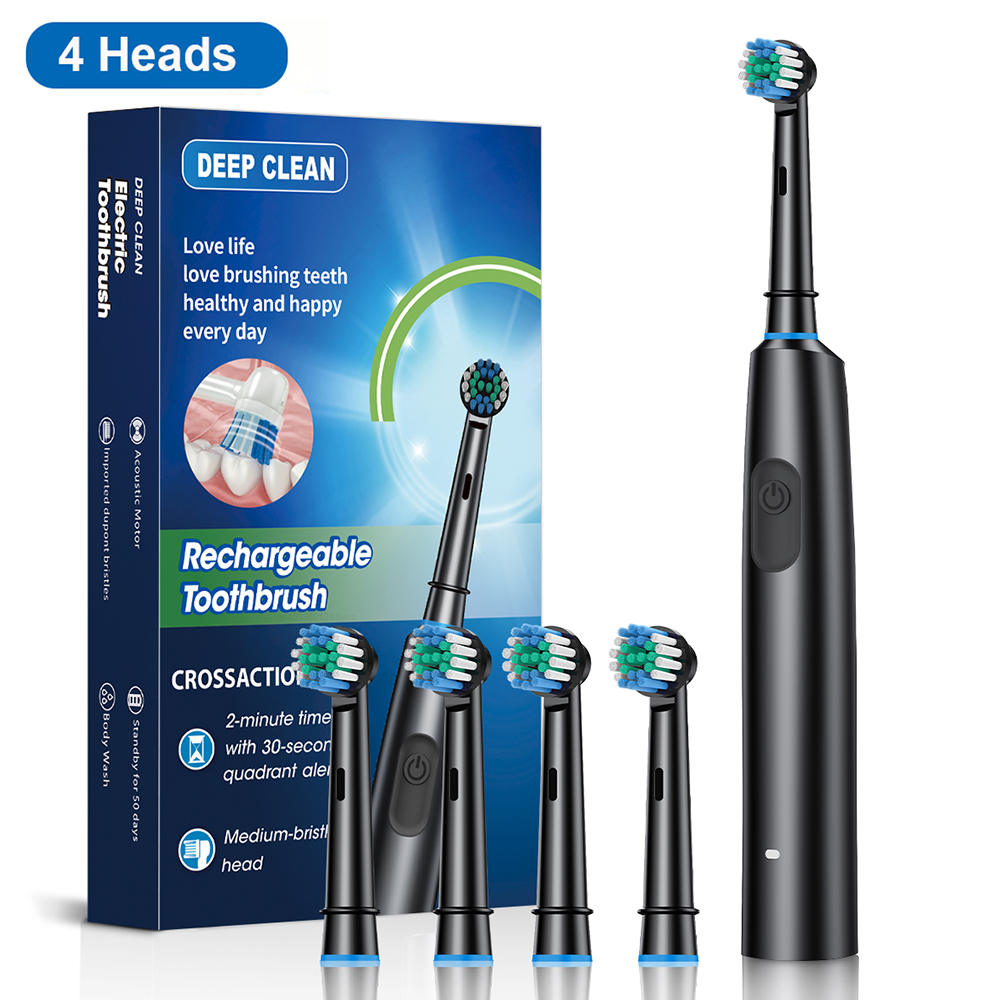 4 Heads
DEEP CLEAN
Love life
love brushing teeth
healthy and happy
every day
Rechargeable
Toothbrush
CROSSACTIO
2-minute time
with 30-secon
quadrant aler
Medium-bristl
head
DEEP CLEAN
Electric
Toothbrush
Acoustic Motor
Imported dupont bristles
Standby for 50 days
Body Wash